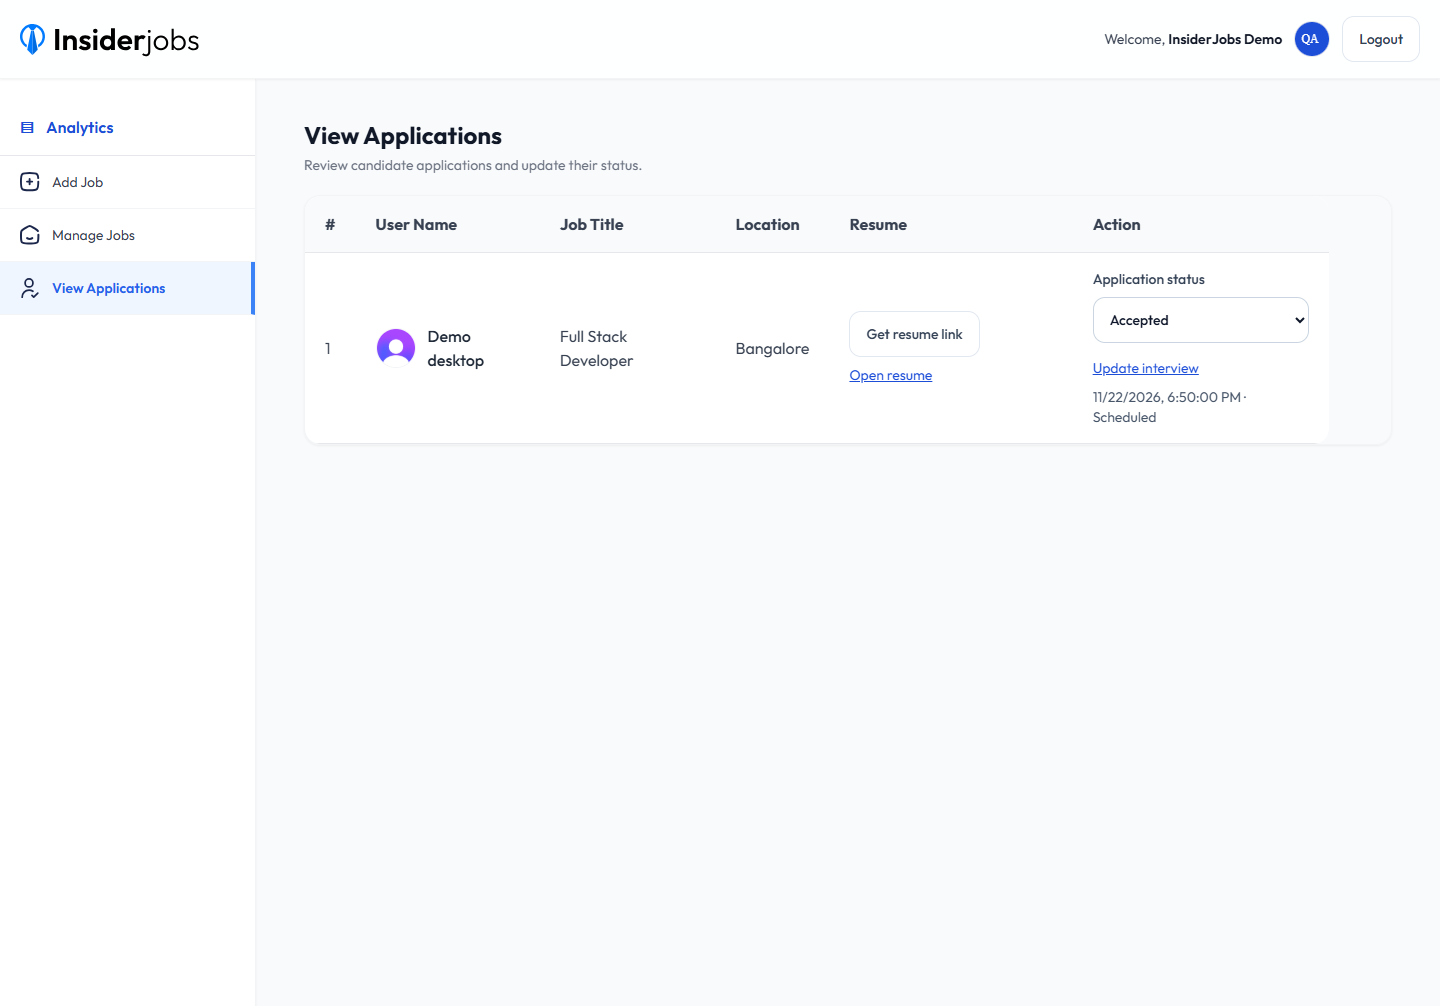 Insiderjobs
Welcome, InsiderJobs Demo
QA
Logout
Analytics
Add Job
Manage Jobs
View Applications
View Applications
Review candidate applications and update their status.
# User Name Job Title Location Resume Action
1
Demo
desktop
Full Stack
Developer
Bangalore
Get resume link
Open resume
Application status
Accepted
Update interview
11/22/2026, 6:50:00 PM ·
Scheduled